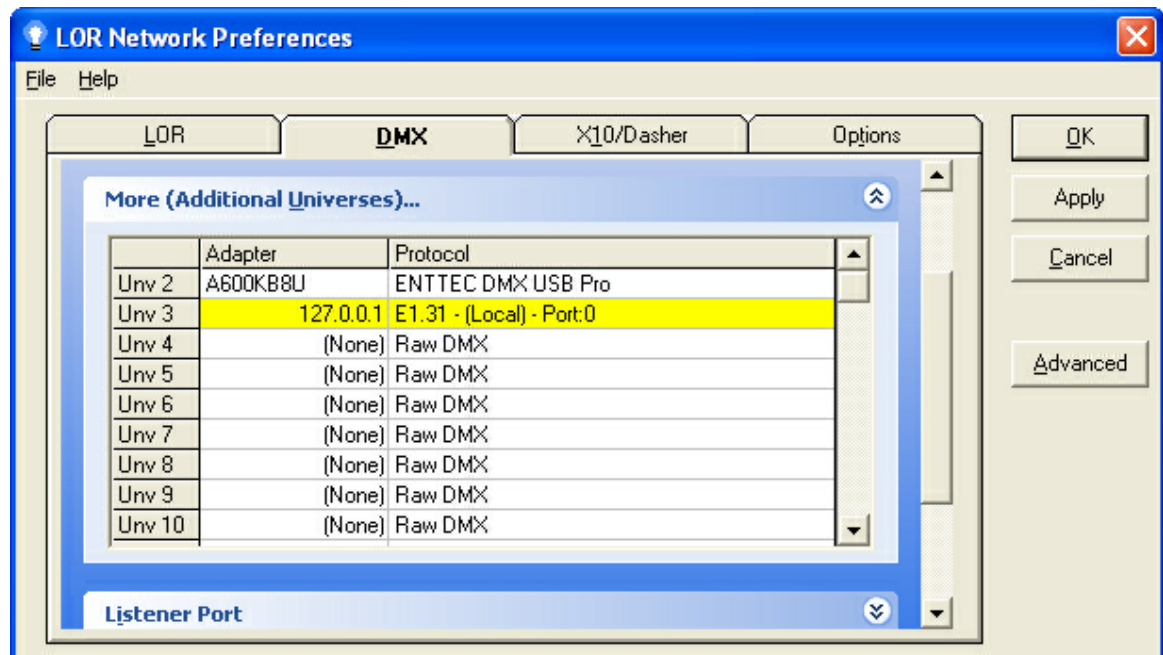 LOR Network Preferences
File Help
LOR DMX X10/Dasher Options
OK
Apply
Cancel
Advanced
More (Additional Universes)...
Adapter Protocol
Unv 2 A600KB8U ENTTEC DMX USB Pro
Unv 3 127.0.0.1 E1.31 - (Local) - Port:0
Unv 4 (None) Raw DMX
Unv 5 (None) Raw DMX
Unv 6 (None) Raw DMX
Unv 7 (None) Raw DMX
Unv 8 (None) Raw DMX
Unv 9 (None) Raw DMX
Unv 10 (None) Raw DMX
Listener Port